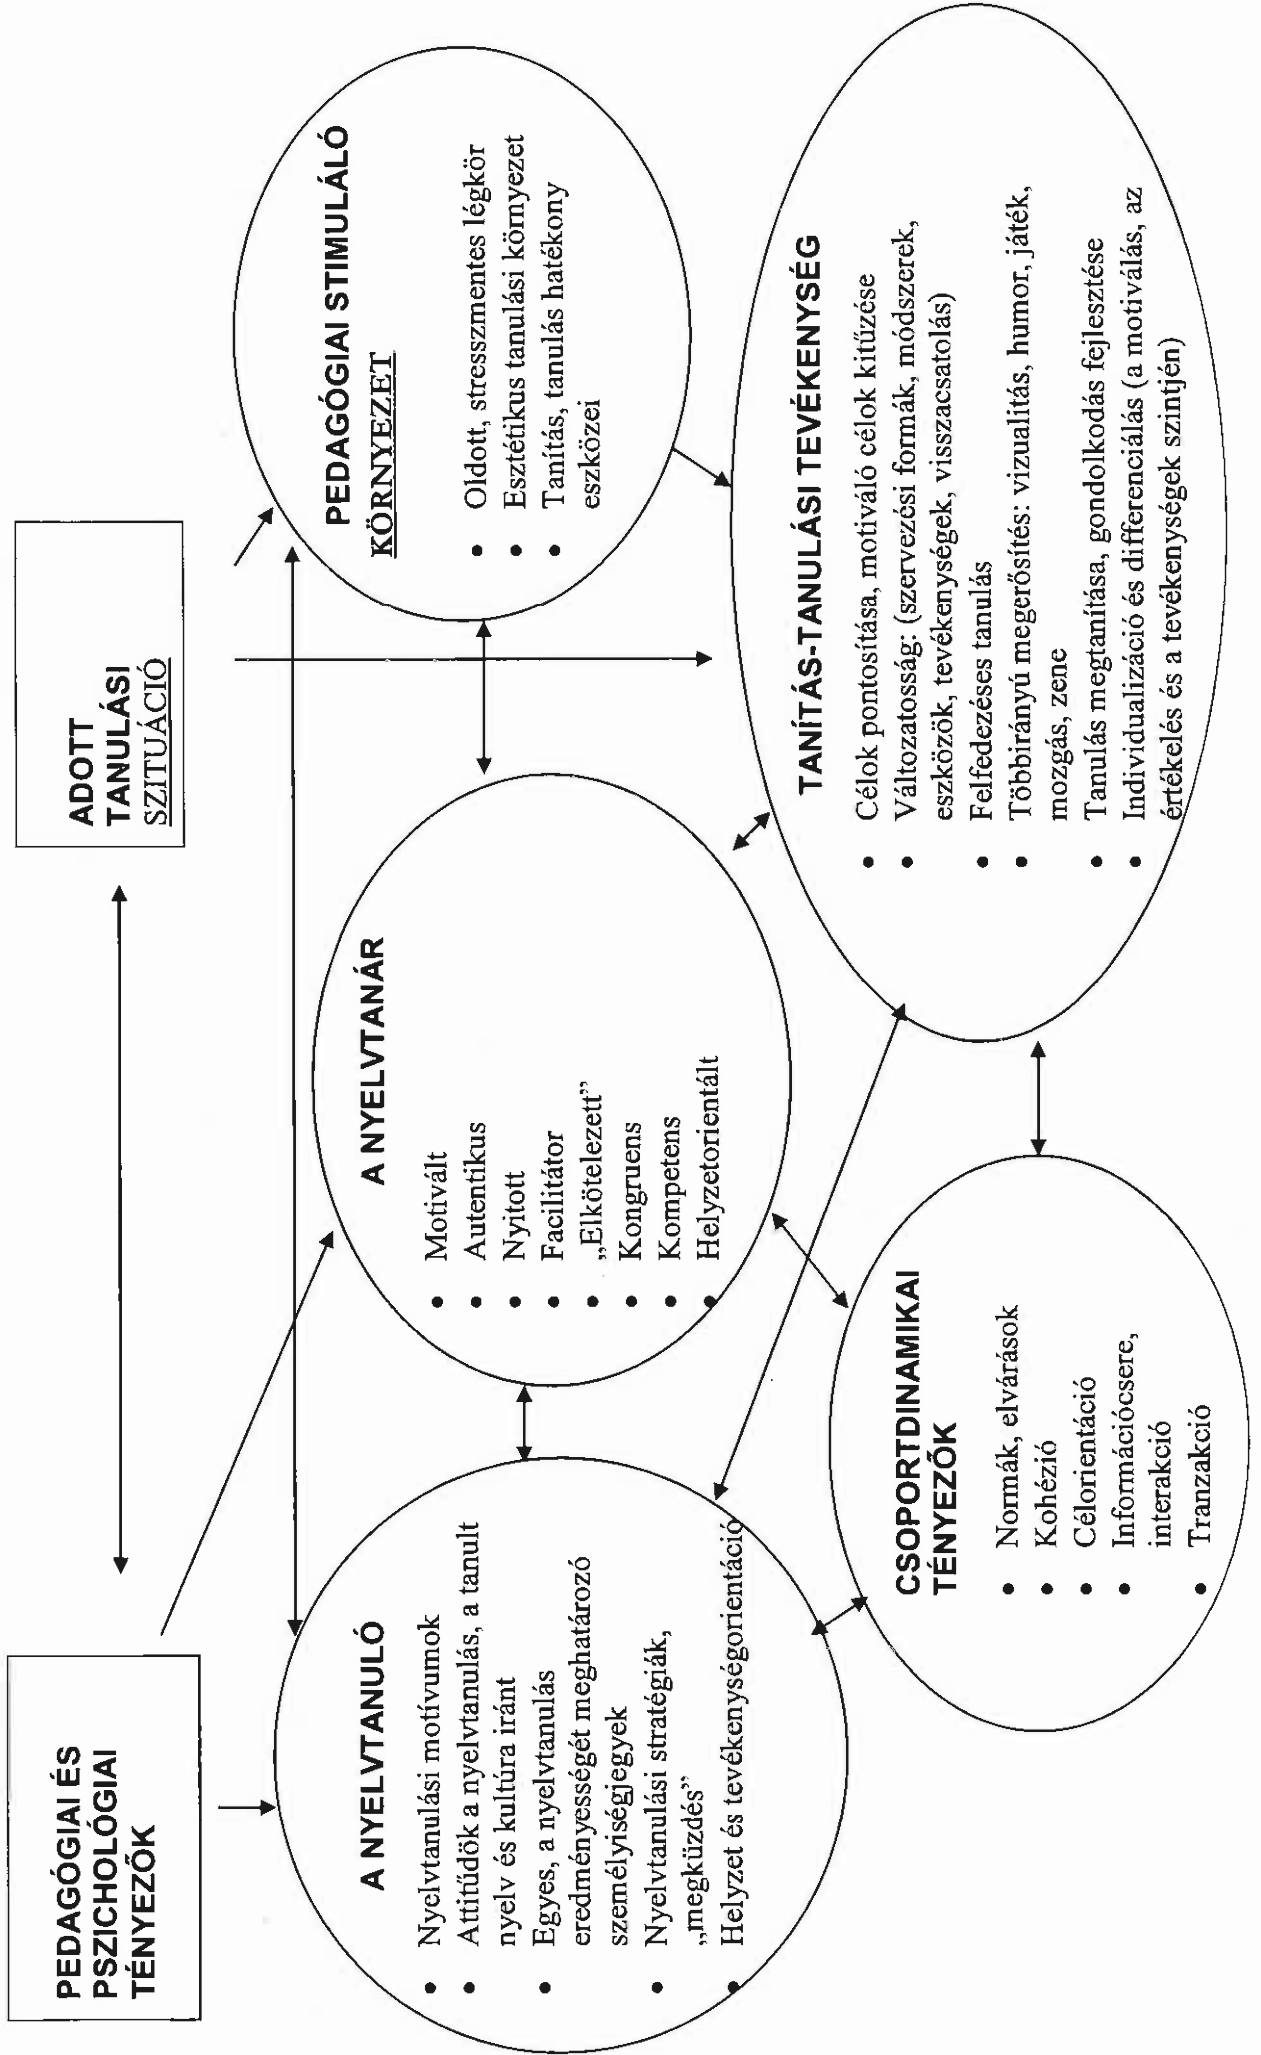 PEDAGÓGIAI ÉS
PSZICHOLÓGIAI
TÉNYEZŐK
ADOTT
TANULÁSI
SZITUÁCIÓ
A NYELVTANULÓ
• Nyelvtanulási motívumok
• Attitűdök a nyelvtanulás, a tanult
nyelv és kultúra iránt
• Egyes, a nyelvtanulás
eredményességét meghatározó
személyiségjegyek
• Nyelvtanulási stratégiák,
„megküzdés”
• Helyzet és tevékenységorientáció
A NYELVTANÁR
• Motivált
• Autentikus
• Nyitott
• Facilitátor
• „Elkötelezett”
• Kongruens
• Kompetens
• Helyzetorientált
PEDAGÓGIAI STIMULÁLÓ
KÖRNYEZET
• Oldott, stresszmentes légkör
• Esztétikus tanulási környezet
• Tanítás, tanulás hatékony
eszközei
CSOPORTDINAMIKAI
TÉNYEZŐK
• Normák, elvárások
• Kohézió
• Célorientáció
• Információcsere,
interakció
• Tranzakció
TANÍTÁS-TANULÁSI TEVÉKENYSÉG
• Célok pontosítása, motiváló célok kitűzése
• Változatosság: (szervezési formák, módszerek,
eszközök, tevékenységek, visszacsatolás)
• Felfedezéses tanulás
• Többirányú megerősítés: vizualitás, humor, játék,
mozgás, zene
• Tanulás megtanítása, gondolkodás fejlesztése
• Individualizáció és differenciálás (a motiválás, az
értékelés és a tevékenységek szintjén)